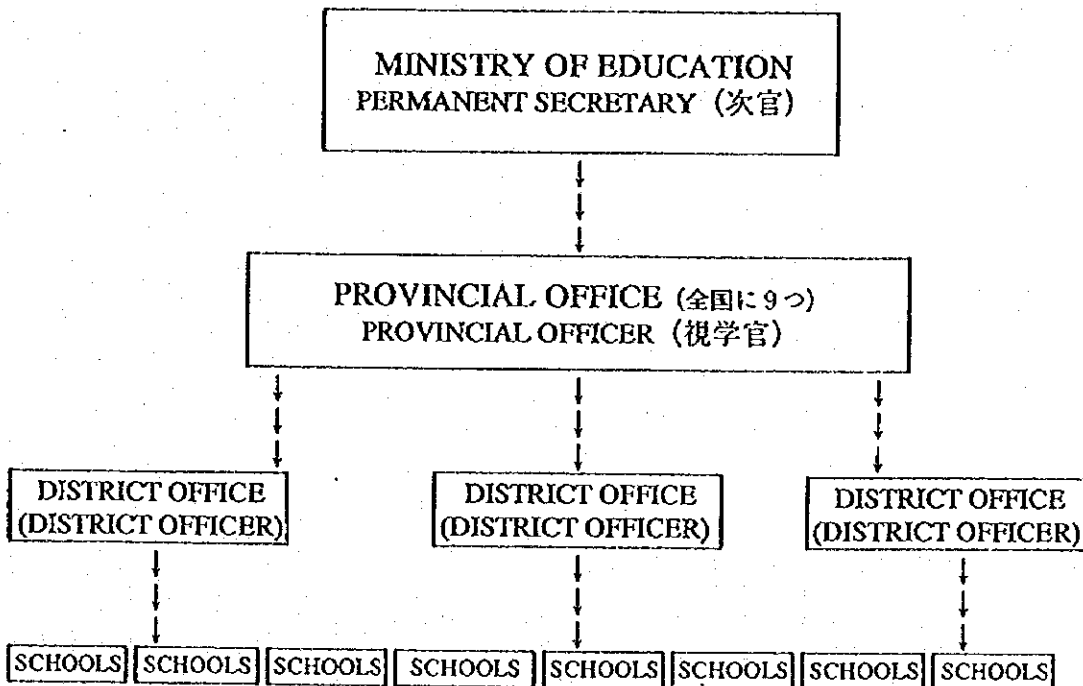 MINISTRY OF EDUCATION
PERMANENT SECRETARY (次官)
PROVINCIAL OFFICE (全国に9つ)
PROVINCIAL OFFICER (視学官)
DISTRICT OFFICE
(DISTRICT OFFICER)
DISTRICT OFFICE
(DISTRICT OFFICER)
DISTRICT OFFICE
(DISTRICT OFFICER)
SCHOOLS
SCHOOLS
SCHOOLS
SCHOOLS
SCHOOLS
SCHOOLS
SCHOOLS
SCHOOLS